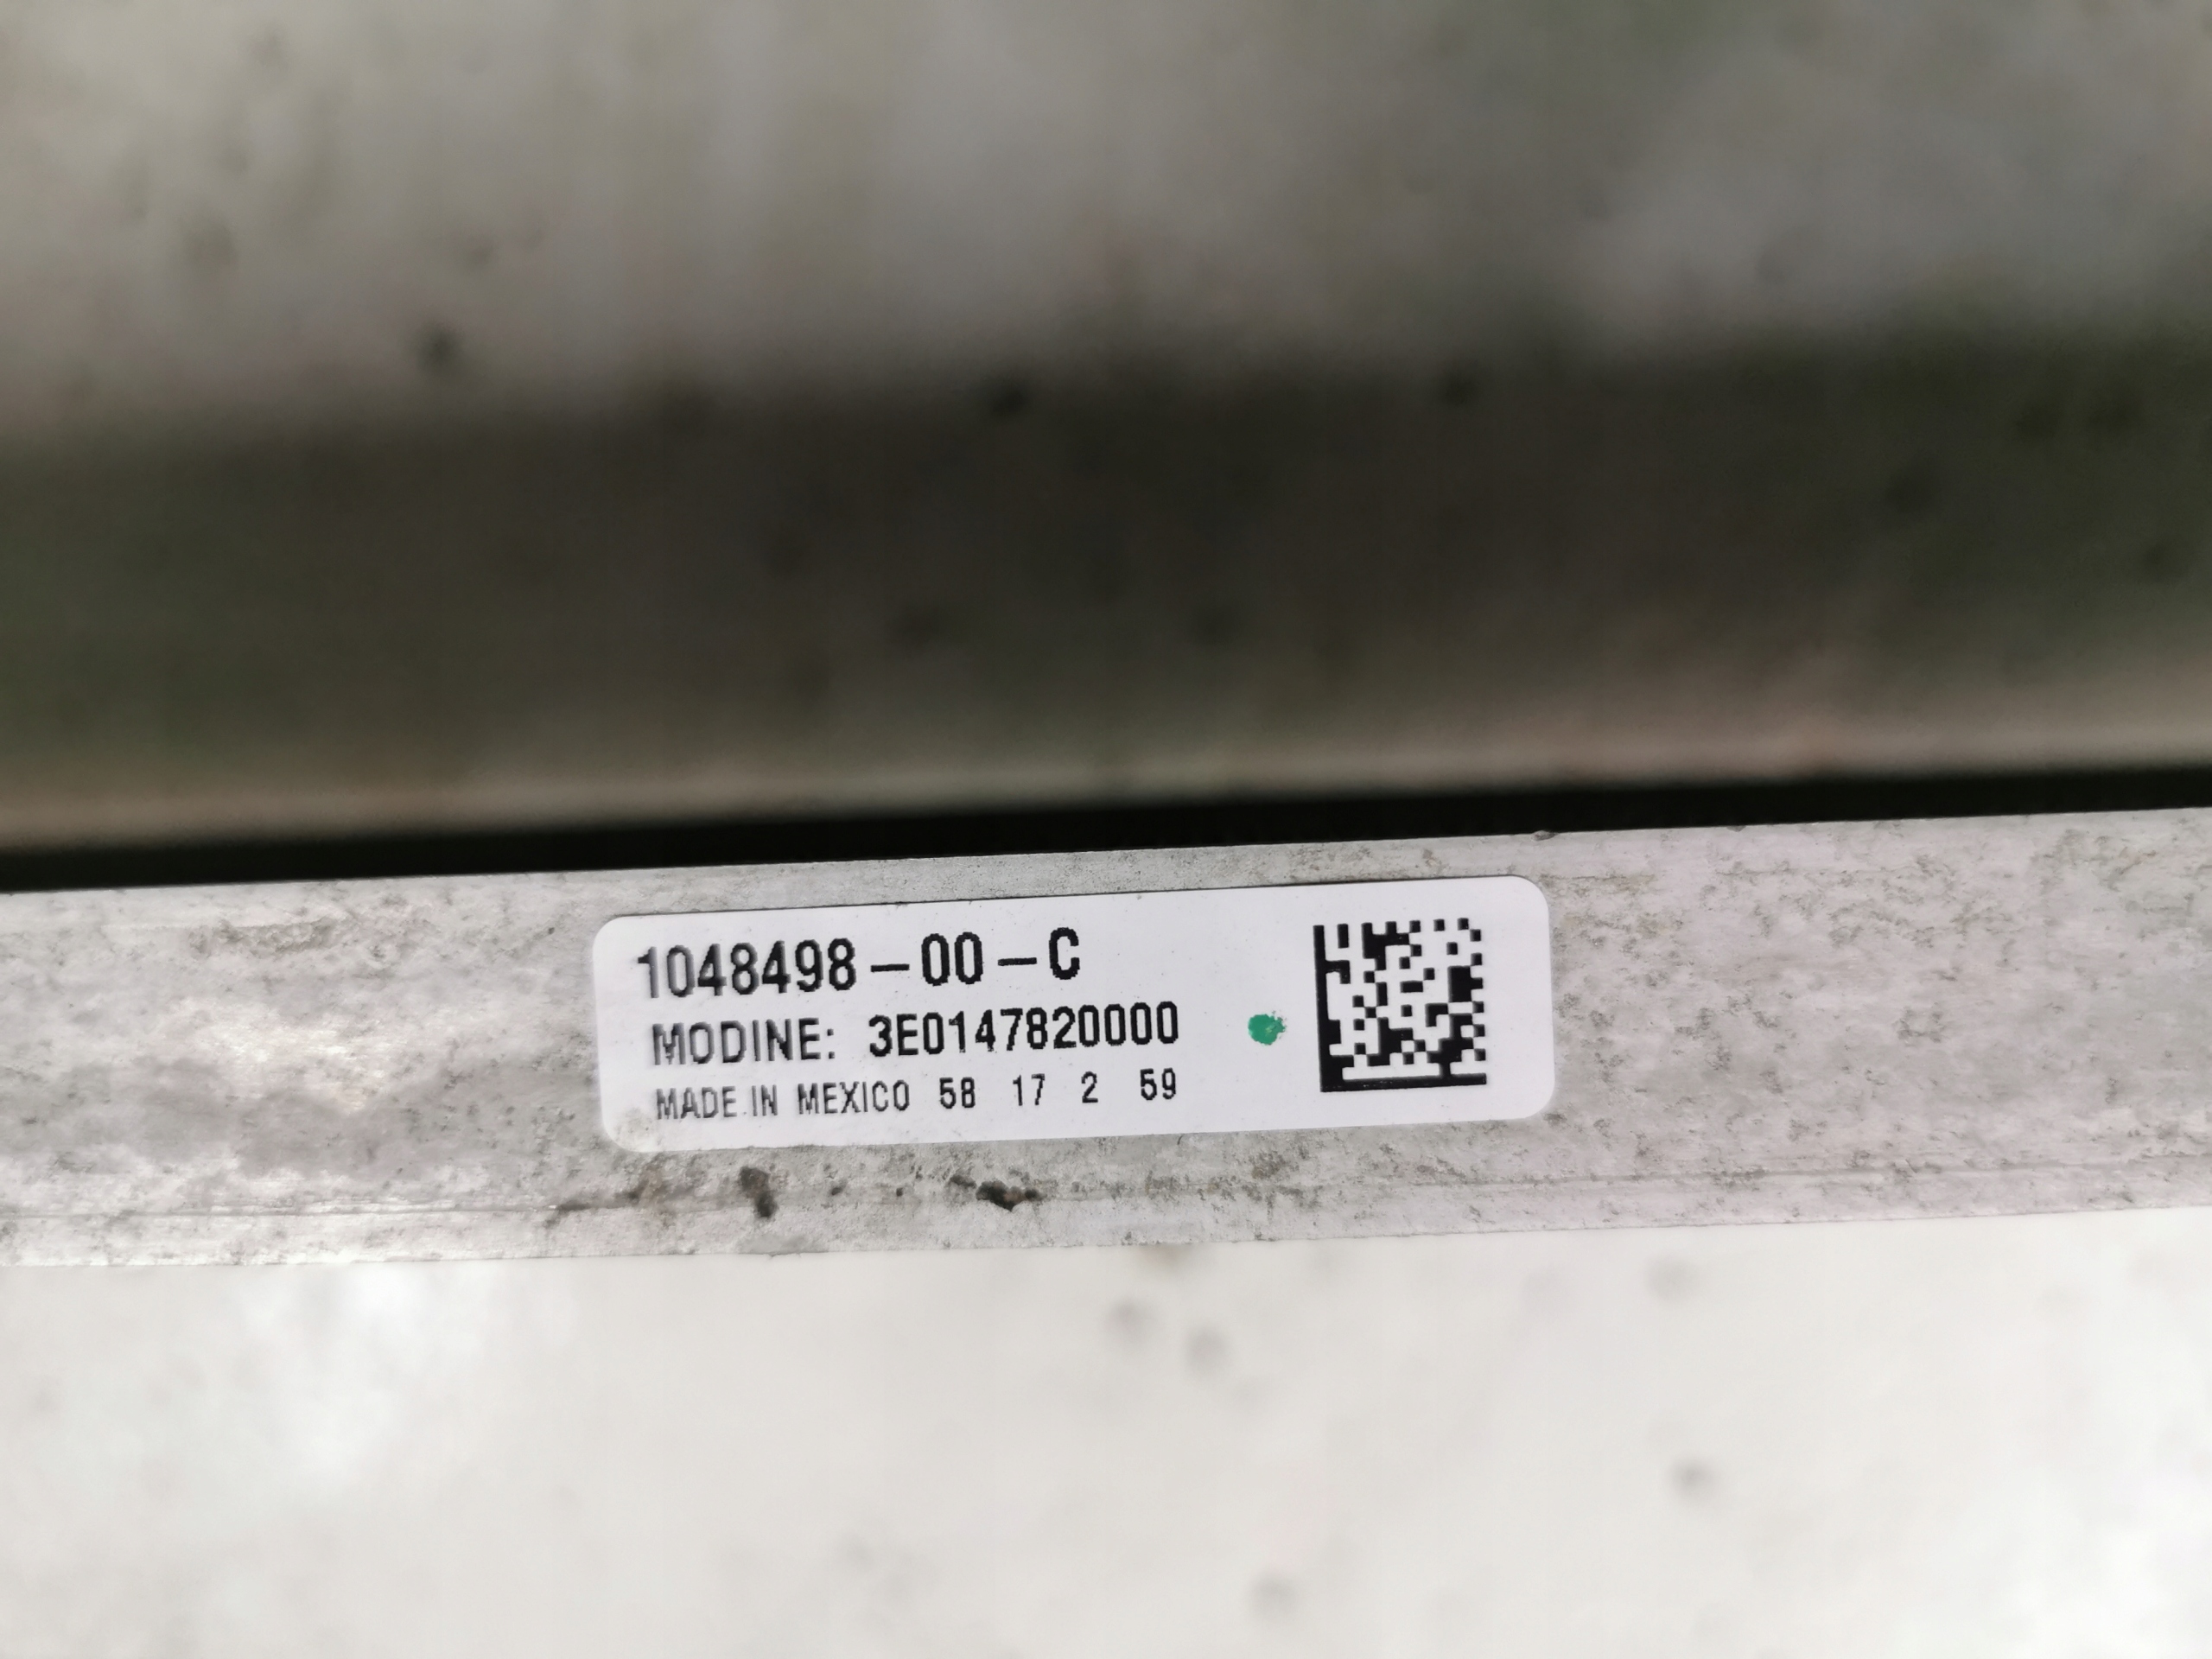 1048498-00-C
MODINE: 3E0147820000
MADE IN MEXICO 58 17 2 59